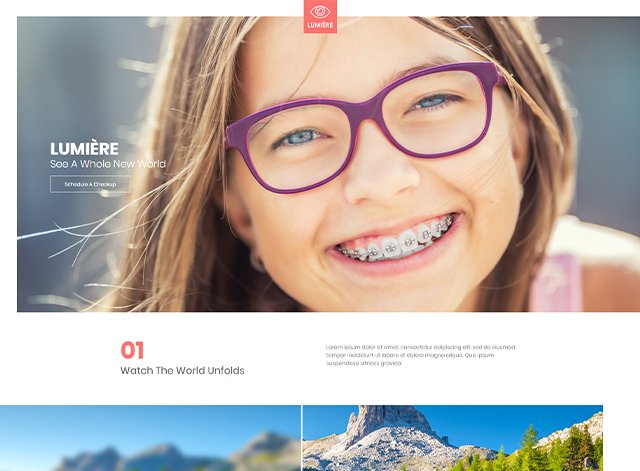 LUMIÈRE
LUMIÈRE
See A Whole New World
Schedule A Checkup
01
Watch The World Unfolds
Lorem ipsum dolor sit amet, consectetur adipiscing elit, sed do eiusmod
tempor incididunt ut labore et dolore magna aliqua. Quis ipsum
suspendisse ultrices gravida.